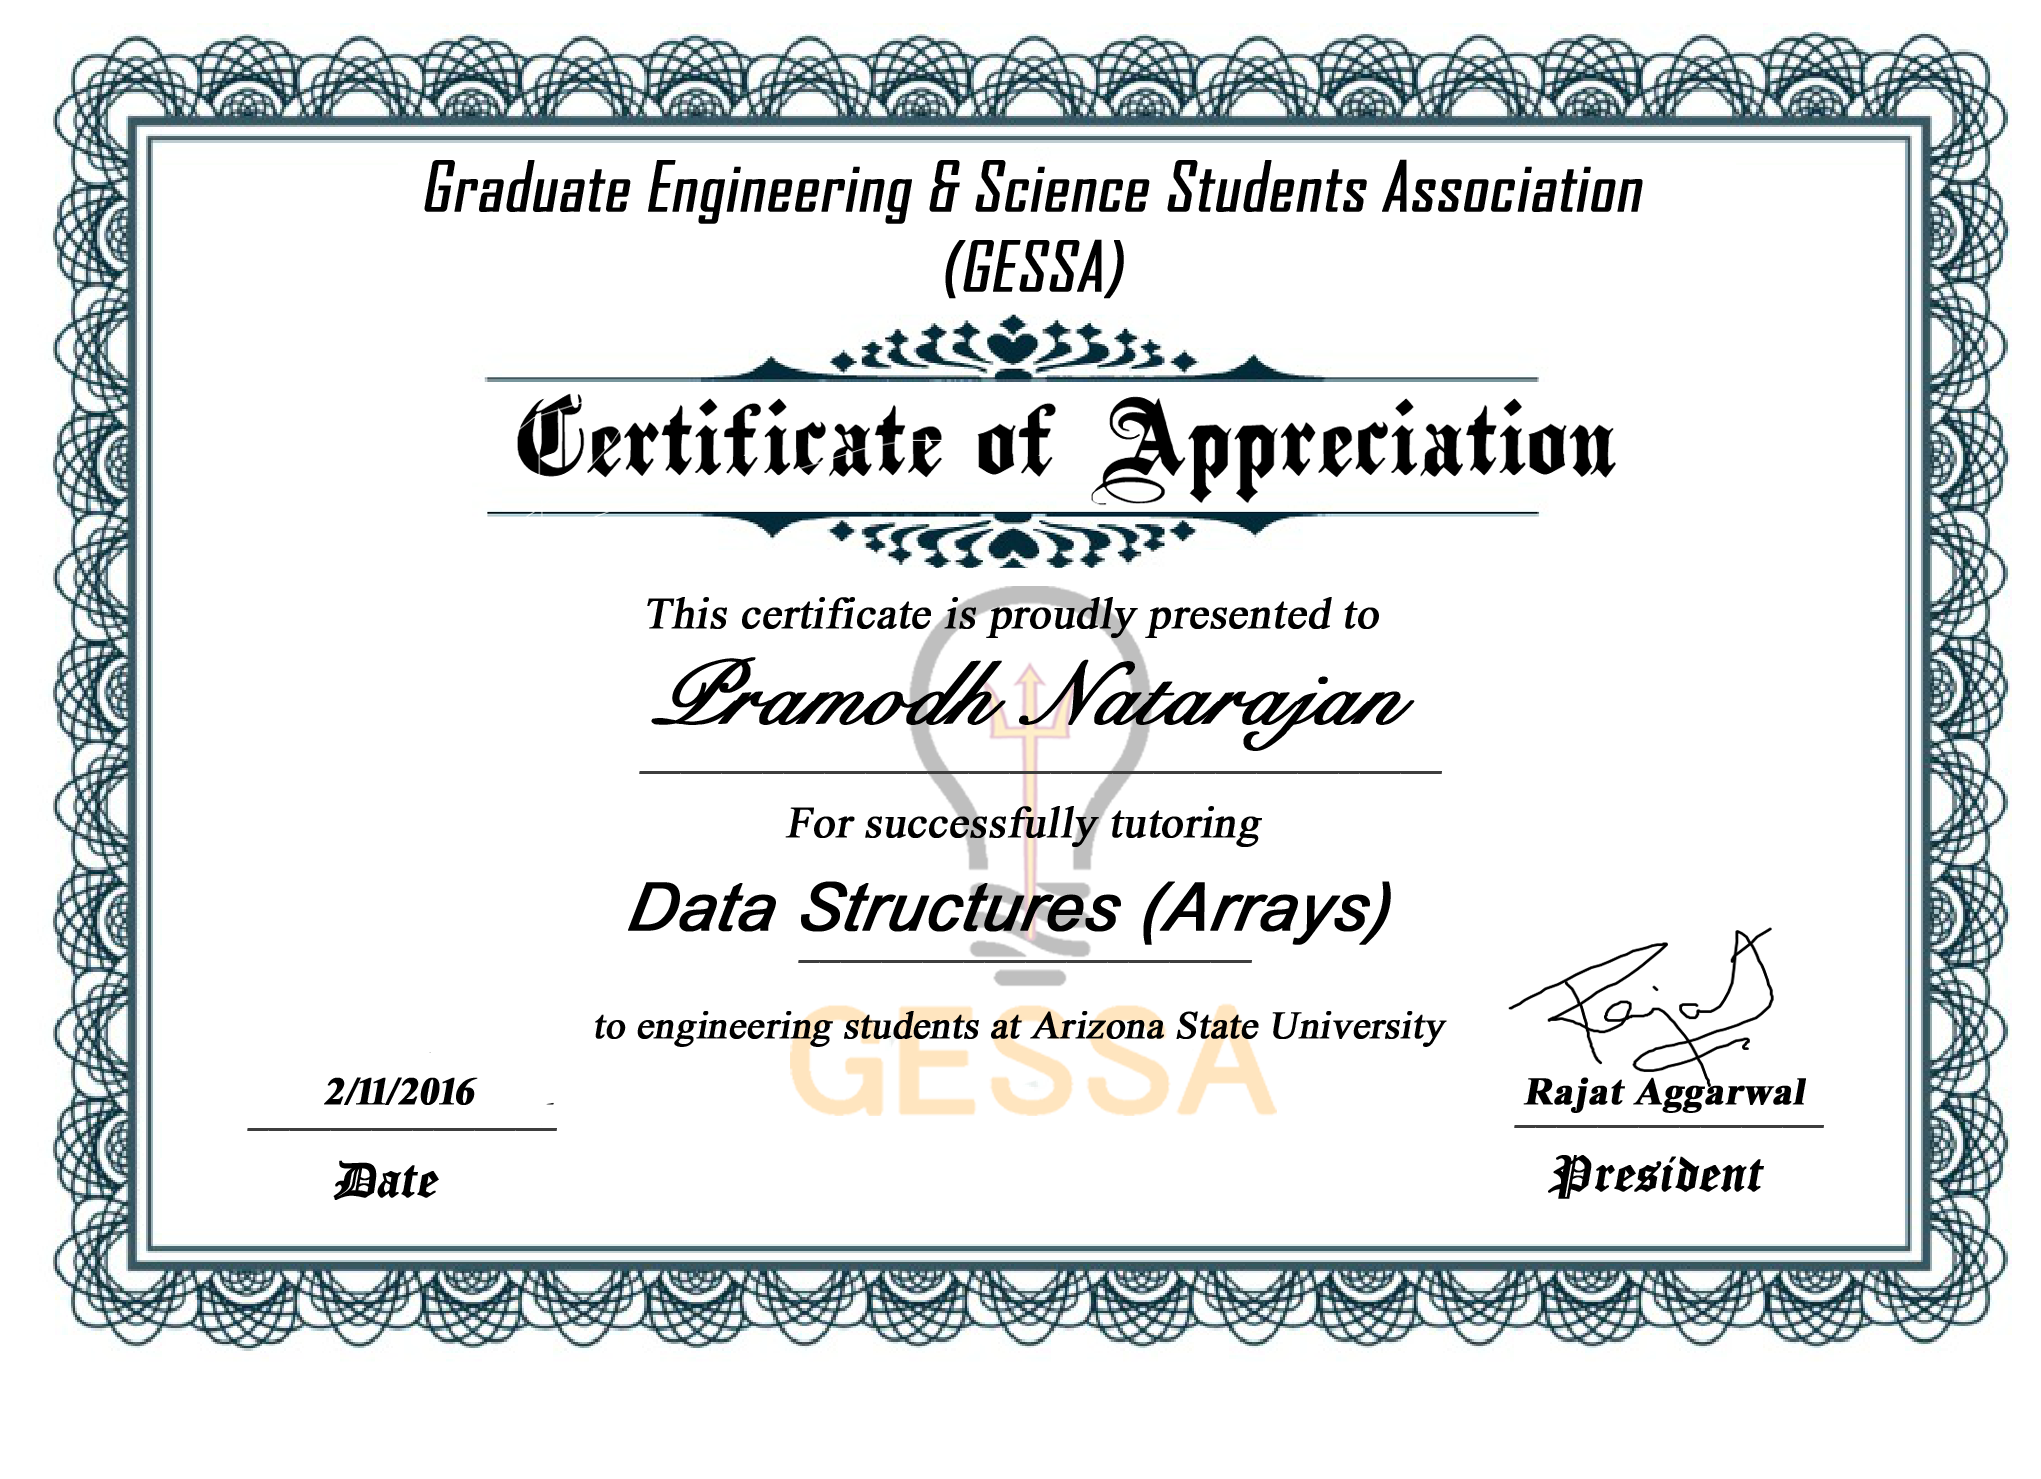 Graduate Engineering & Science Students Association
(GESSA)
Certificate of Appreciation
This certificate is proudly presented to
Pramodh Natarajan
For successfully tutoring
Data Structures (Arrays)
to engineering students at Arizona State University
GESSA
2/11/2016
Date
Rajat
Rajat Aggarwal
President